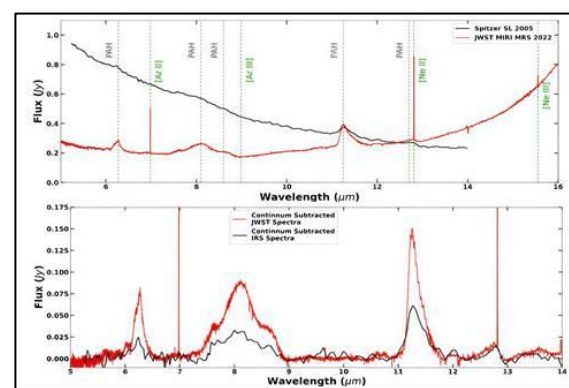 1.0
0.8
0.6
0.4
0.2
0.0
Flux (Jy)
PAH
[Ar II]
PAH
PAH
[Ar III]
PAH
PAH
[Ne II]
[Ne III]
Spitzer SL 2005
JWST MIRI MRS 2022
6 8 10 12 14 16
Wavelength (μm)
0.175
0.150
0.125
0.100
0.075
0.050
0.025
0.000
Flux (Jy)
Continnum Subtracted
JWST Spectra
Continnum Subtracted
IRS Spectra
5 6 7 8 9 10 11 12 13 14
Wavelength (μm)